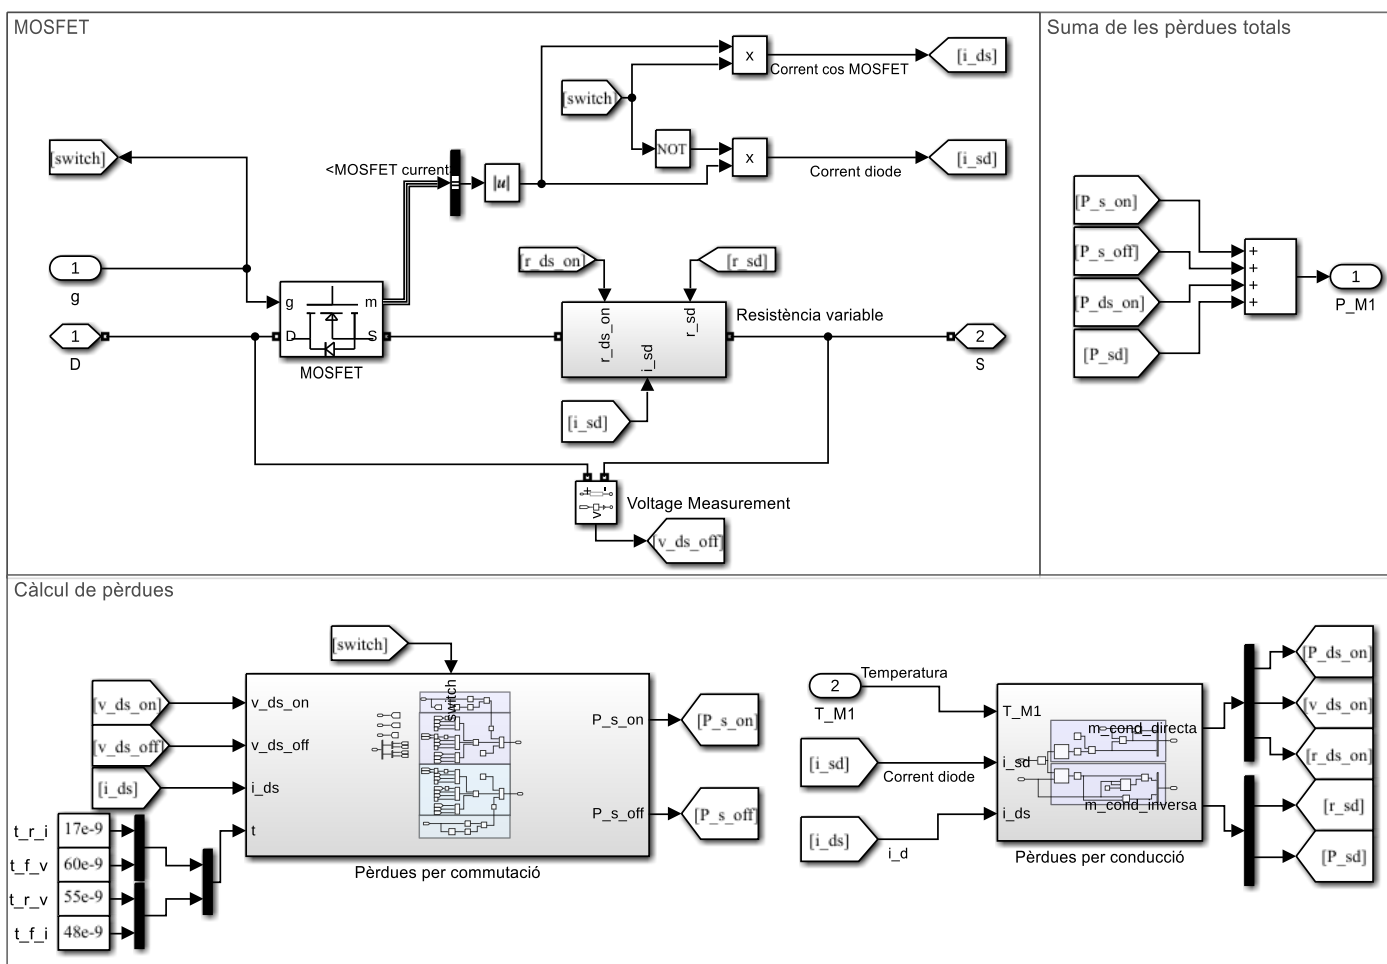 MOSFET
Suma de les pèrdues totals
[i_ds]
x
Corrent cos MOSFET
[switch]
[switch]
NOT
x
[i_sd]
<MOSFET current
|u|
Corrent diode
[P_s_on]
1
g
[r_ds_on]
[r_sd]
[P_s_off]
+
+
+
+
1
P_M1
g
m
D
S
MOSFET
r_ds_on
i_sd
r_sd
Resistència variable
[P_ds_on]
1
D
2
S
[P_sd]
[i_sd]
+
-
v
Voltage Measurement
[v_ds_off]
Càlcul de pèrdues
[switch]
[v_ds_on]
[v_ds_off]
[i_ds]
t_r_i
17e-9
t_f_v
60e-9
t_r_v
55e-9
t_f_i
48e-9
switch
v_ds_on
v_ds_off
i_ds
t
P_s_on
P_s_off
[P_s_on]
[P_s_off]
Pèrdues per commutació
2
T_M1
Temperatura
[i_sd]
Corrent diode
[i_ds]
i_d
T_M1
i_sd
i_ds
m_cond_directa
m_cond_inversa
Pèrdues per conducció
[P_ds_on]
[v_ds_on]
[r_ds_on]
[r_sd]
[P_sd]